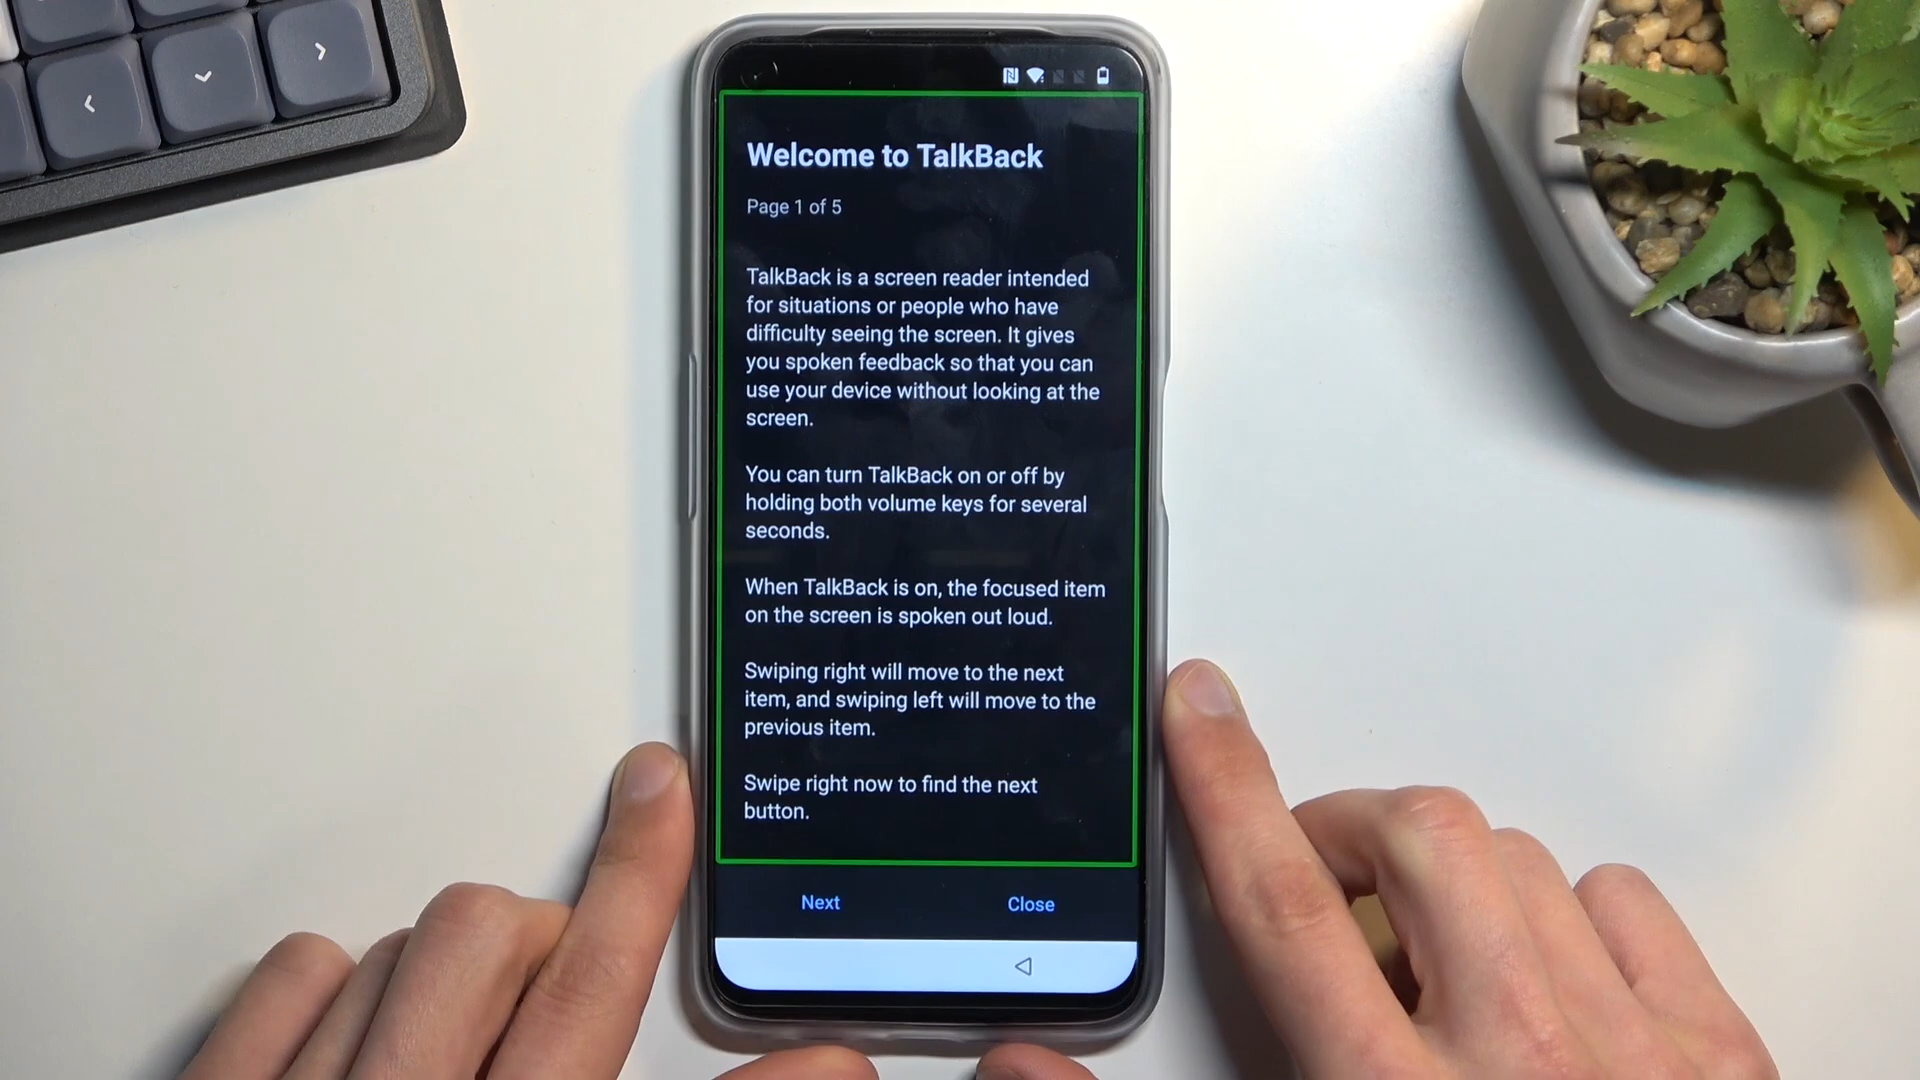 Welcome to TalkBack
Page 1 of 5
TalkBack is a screen reader intended
for situations or people who have
difficulty seeing the screen. It gives
you spoken feedback so that you can
use your device without looking at the
screen.
You can turn TalkBack on or off by
holding both volume keys for several
seconds.
When TalkBack is on, the focused item
on the screen is spoken out loud.
Swiping right will move to the next
item, and swiping left will move to the
previous item.
Swipe right now to find the next
button.
Next
Close